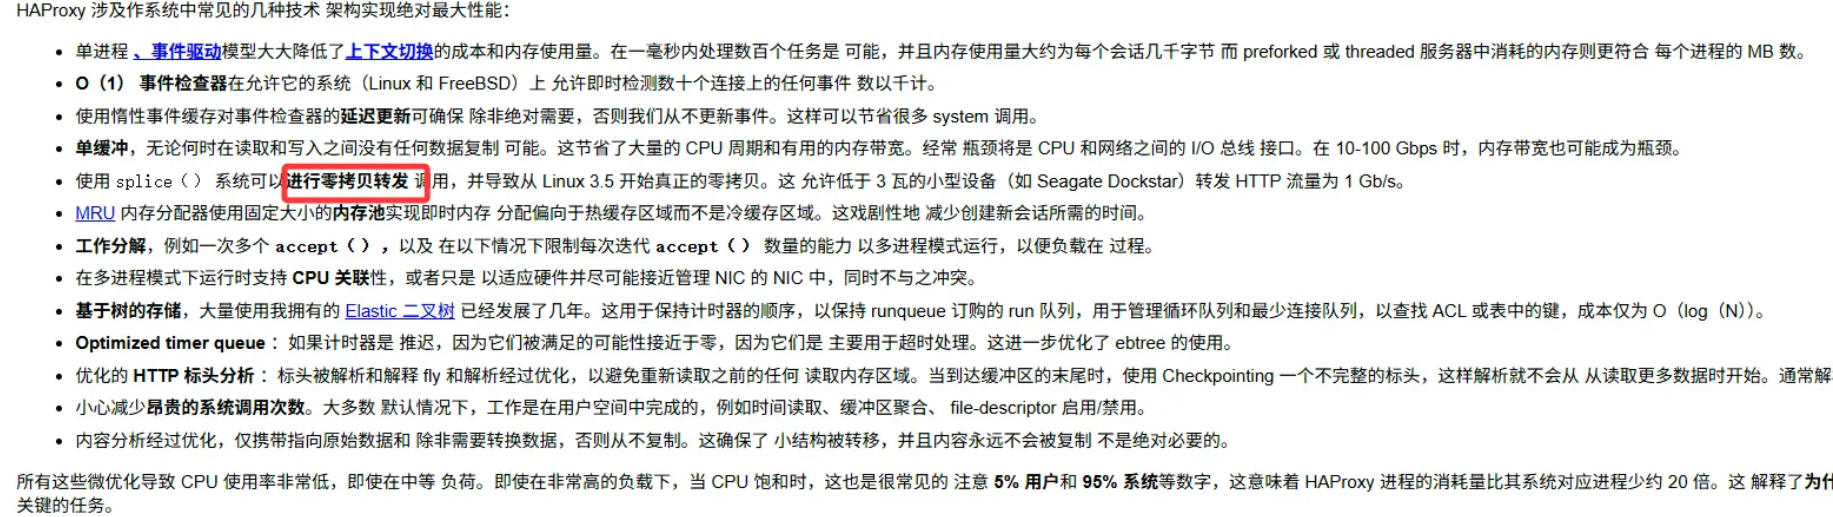 HAProxy 涉及作系统中常见的几种技术 架构实现绝对最大性能：
• 单进程 、事件驱动模型大大降低了上下文切换的成本和内存使用量。在一毫秒内处理数百个任务是 可能，并且内存使用量大约为每个会话几千字节 而 preforked 或 threaded 服务器中消耗的内存则更符合 每个进程的 MB 数。
• O（1） 事件检查器在允许它的系统（Linux 和 FreeBSD）上 允许即时检测数十个连接上的任何事件 数以千计。
• 使用惰性事件缓存对事件检查器的延迟更新可确保 除非绝对需要，否则我们从不更新事件。这样可以节省很多 system 调用。
• 单缓冲，无论何时在读取和写入之间没有任何数据复制 可能。这节省了大量的 CPU 周期和有用的内存带宽。经常 瓶颈将是 CPU 和网络之间的 I/O 总线 接口。在 10-100 Gbps 时，内存带宽也可能成为瓶颈。
• 使用 splice（） 系统可以进行零拷贝转发 调用，并导致从 Linux 3.5 开始真正的零拷贝。这 允许低于 3 瓦的小型设备（如 Seagate Dockstar）转发 HTTP 流量为 1 Gb/s。
• MRU 内存分配器使用固定大小的内存池实现即时内存 分配偏向于热缓存区域而不是冷缓存区域。这戏剧性地 减少创建新会话所需的时间。
• 工作分解，例如一次多个 accept（），以及 在以下情况下限制每次迭代 accept（） 数量的能力 以多进程模式运行，以便负载在 过程。
• 在多进程模式下运行时支持 CPU 关联性，或者只是 以适应硬件并尽可能接近管理 NIC 的 NIC 中，同时不与之冲突。
• 基于树的存储，大量使用我拥有的 Elastic 二叉树 已经发展了几年。这用于保持计时器的顺序，以保持 runqueue 订购的 run 队列，用于管理循环队列和最少连接队列，以查找 ACL 或表中的键，成本仅为 O（log（N））。
• Optimized timer queue ：如果计时器是 推迟，因为它们被满足的可能性接近于零，因为它们是 主要用于超时处理。这进一步优化了 ebtree 的使用。
• 优化的 HTTP 标头分析 ：标头被解析和解释 fly 和解析经过优化，以避免重新读取之前的任何 读取内存区域。当到达缓冲区的末尾时，使用 Checkpointing 一个不完整的标头，这样解析就不会从 从读取更多数据时开始。通常解
• 小心减少昂贵的系统调用次数。大多数 默认情况下，工作是在用户空间中完成的，例如时间读取、缓冲区聚合、 file-descriptor 启用/禁用。
• 内容分析经过优化，仅携带指向原始数据和 除非需要转换数据，否则从不复制。这确保了 小结构被转移，并且内容永远不会被复制 不是绝对必要的。
所有这些微优化导致 CPU 使用率非常低，即使在中等 负荷。即使在非常高的负载下，当 CPU 饱和时，这也是很常见的 注意 5% 用户和 95% 系统等数字，这意味着 HAProxy 进程的消耗量比其系统对应进程少约 20 倍。这 解释了为什
关键的任务。